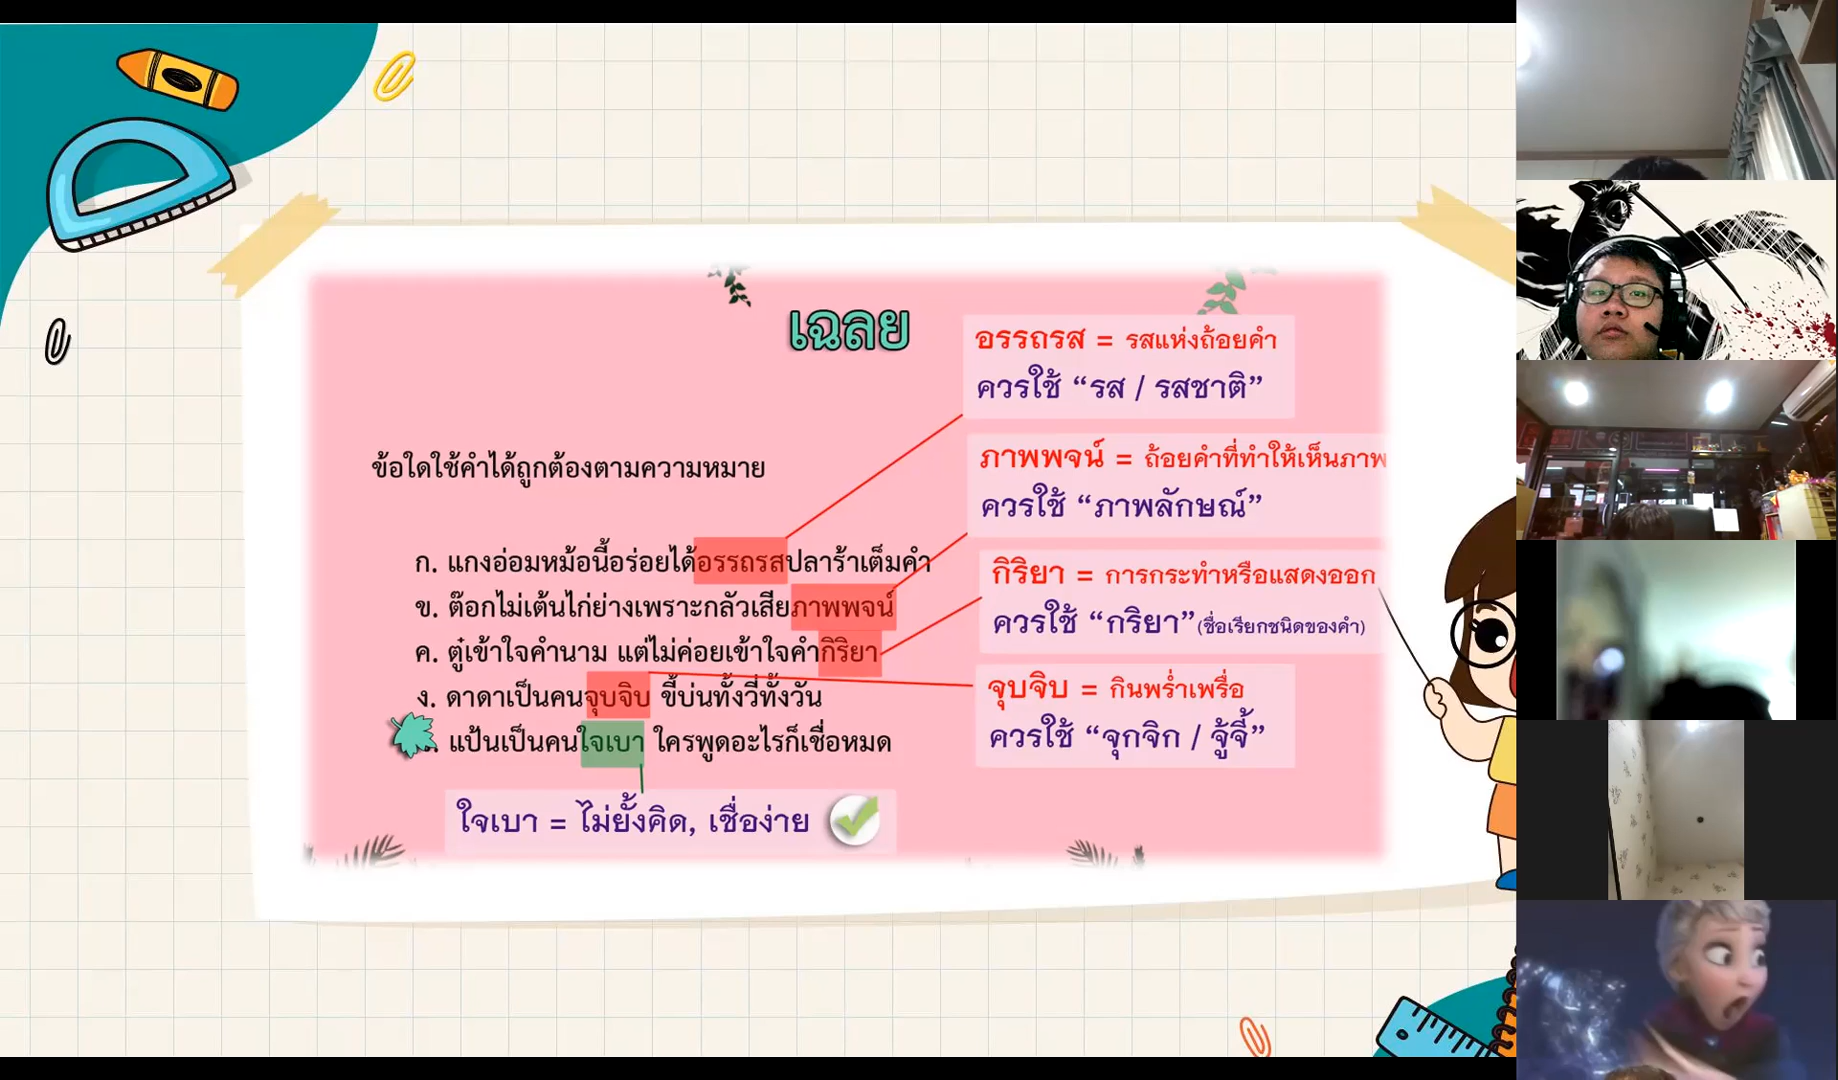 เฉลย
ข้อใดใช้คำได้ถูกต้องตามความหมาย
ก. แกงอ่อมหม้อนี้อร่อยได้อรรถรสปลาร้าเต็มคำ
ข. ต๊อกไม่เต้นไก่ย่างเพราะกลัวเสียภาพพจน์
ค. ตู่เข้าใจคำนาม แต่ไม่ค่อยเข้าใจคำกิริยา
ง. ดาดาเป็นคนจุบจิบ ขี้บ่นทั้งวี่ทั้งวัน
แป้นเป็นคนใจเบา ใครพูดอะไรก็เชื่อหมด
ใจเบา = ไม่ยั้งคิด, เชื่อง่าย
อรรถรส = รสแห่งถ้อยคำ
ควรใช้ “รส / รสชาติ”
ภาพพจน์ = ถ้อยคำที่ทำให้เห็นภาพ
ควรใช้ “ภาพลักษณ์”
กิริยา = การกระทำหรือแสดงออก
ควรใช้ “กริยา”(ชื่อเรียกชนิดของคำ)
จุบจิบ = กินพร่ำเพรื่อ
ควรใช้ “จุกจิก / จู้จี้”